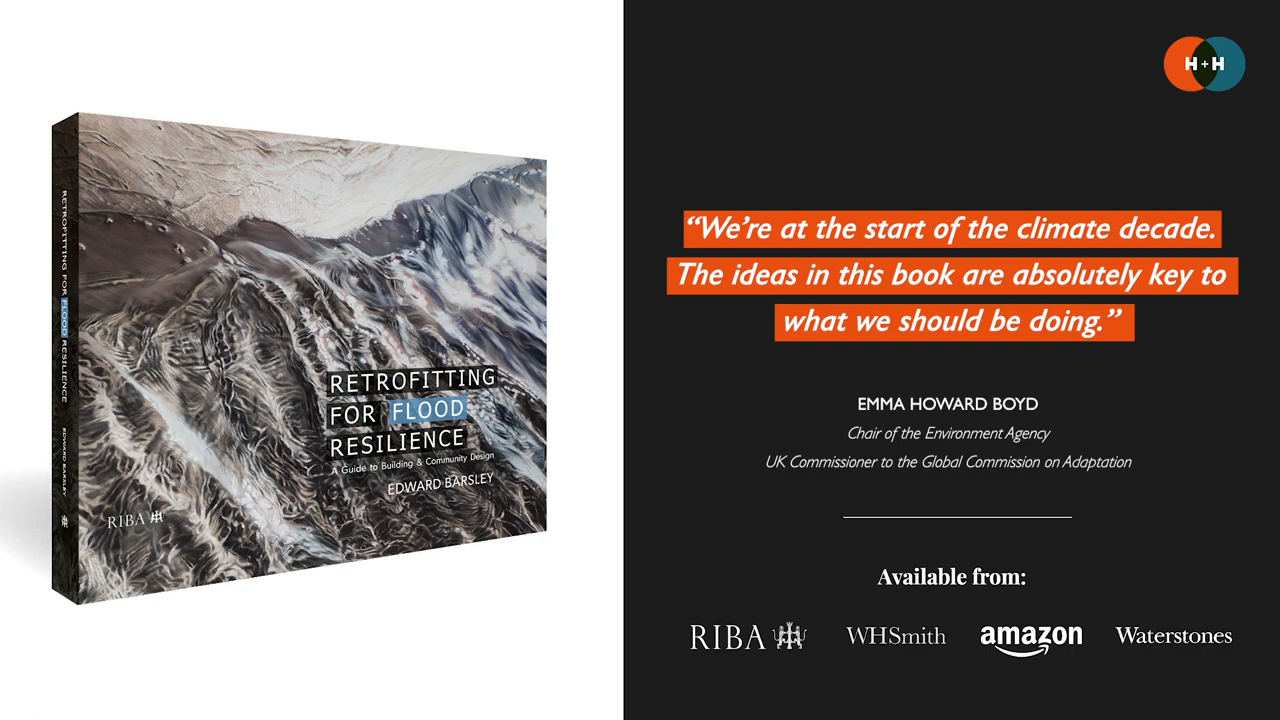 RETROFITTING FOR FLOOD RESILIENCE EDWARD BARSLEY
RETROFITTING
FOR FLOOD
RESILIENCE
A Guide to Building & Community Design
EDWARD BARSLEY
RIBA
H+H
“We’re at the start of the climate decade.
The ideas in this book are absolutely key to
what we should be doing.”
EMMA HOWARD BOYD
Chair of the Environment Agency
UK Commissioner to the Global Commission on Adaptation
Available from:
RIBA
WHSmith
amazon
Waterstones